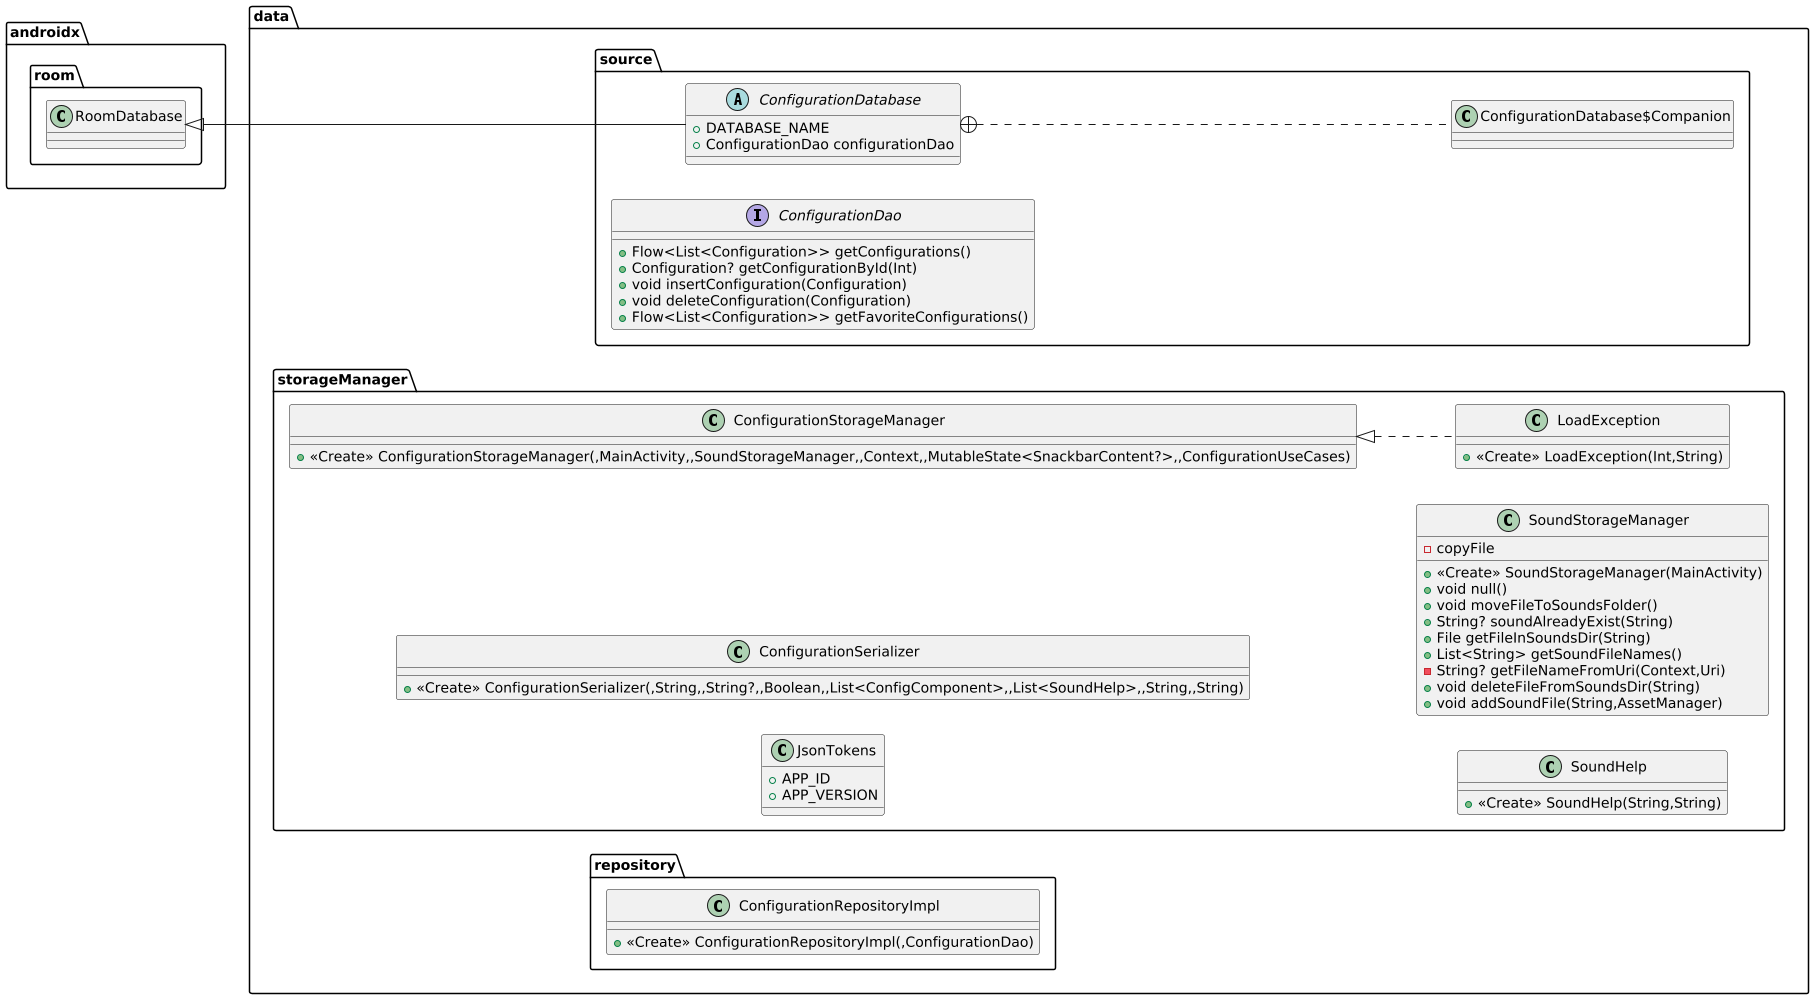 data
androidx
source
room
C RoomDatabase
A ConfigurationDatabase
DATABASE_NAME
ConfigurationDao configurationDao
C ConfigurationDatabase$Companion
I ConfigurationDao
Flow<List<Configuration>> getConfigurations()
Configuration? getConfigurationById(Int)
void insertConfiguration(Configuration)
void deleteConfiguration(Configuration)
Flow<List<Configuration>> getFavoriteConfigurations()
storageManager
C ConfigurationStorageManager
«Create» ConfigurationStorageManager(,MainActivity,,SoundStorageManager,,Context,,MutableState<SnackbarContent?>,,ConfigurationUseCases)
C LoadException
«Create» LoadException(Int,String)
C SoundStorageManager
copyFile
«Create» SoundStorageManager(MainActivity)
void null()
void moveFileToSoundsFolder()
String? soundAlreadyExist(String)
File getFileInSoundsDir(String)
List<String> getSoundFileNames()
String? getFileNameFromUri(Context,Uri)
void deleteFileFromSoundsDir(String)
void addSoundFile(String,AssetManager)
C ConfigurationSerializer
«Create» ConfigurationSerializer(,String,,String?,,Boolean,,List<ConfigComponent>,,List<SoundHelp>,,String,,String)
C JsonTokens
APP_ID
APP_VERSION
C SoundHelp
«Create» SoundHelp(String,String)
repository
C ConfigurationRepositoryImpl
«Create» ConfigurationRepositoryImpl(,ConfigurationDao)